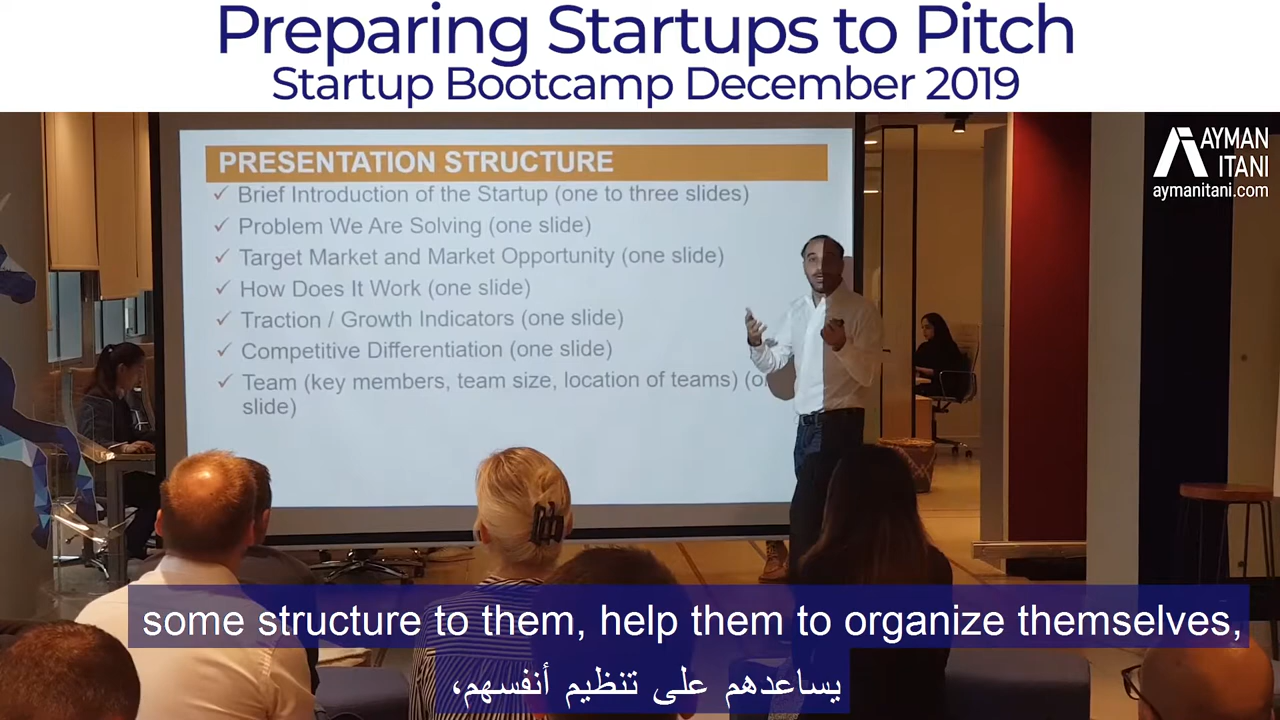 Preparing Startups to Pitch
Startup Bootcamp December 2019
AYMAN
ITANI
aymanitani.com
PRESENTATION STRUCTURE
✓ Brief Introduction of the Startup (one to three slides)
✓ Problem We Are Solving (one slide)
✓ Target Market and Market Opportunity (one slide)
✓ How Does It Work (one slide)
✓ Traction / Growth Indicators (one slide)
✓ Competitive Differentiation (one slide)
✓ Team (key members, team size, location of teams)
slide)
some structure to them, help them to organize themselves,
يساعدهم على تنظيم أنفسهم،